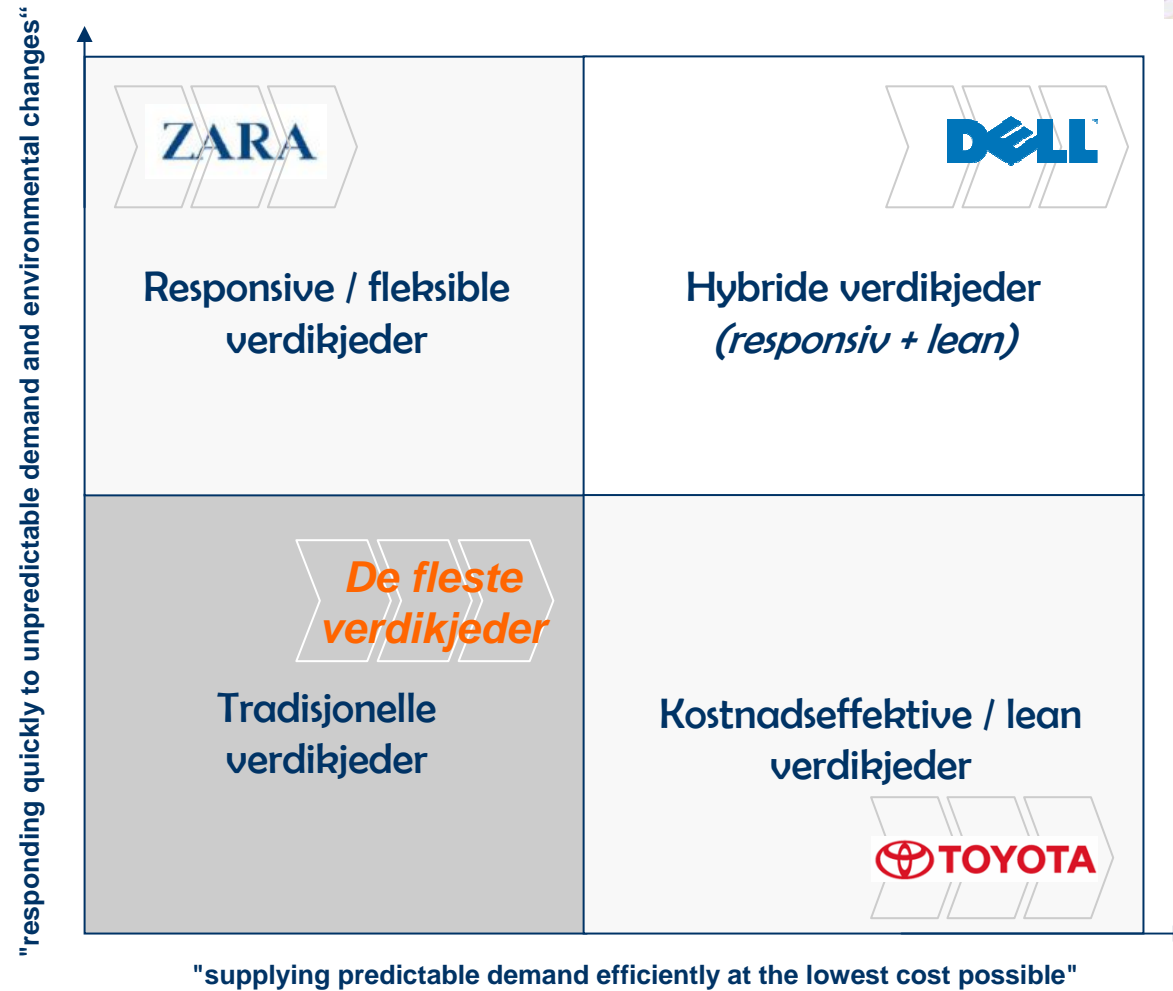 "responding quickly to unpredictable demand and environmental changes“
ZARA
DELL™
Responsive / fleksible
verdikjeder
Hybride verdikjeder
(responsiv + lean)
De fleste
verdikjeder
Tradisjonelle
verdikjeder
Kostnadseffektive / lean
verdikjeder
TOYOTA
"supplying predictable demand efficiently at the lowest cost possible"